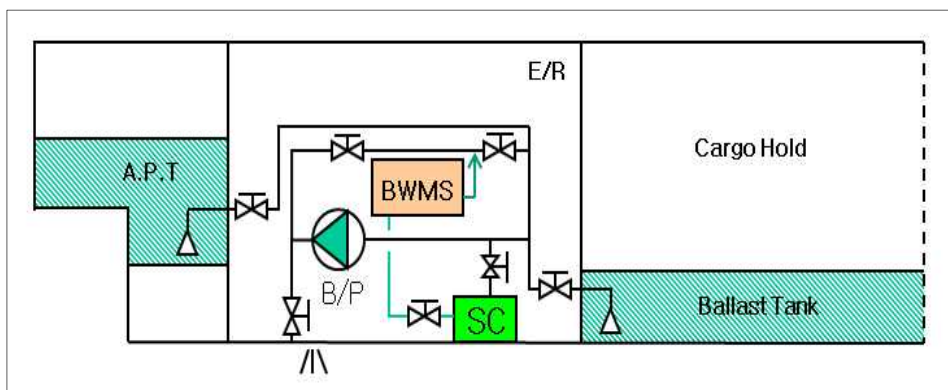 E/R
Cargo Hold
A.P.T
BWMS
B/P
SC
Ballast Tank